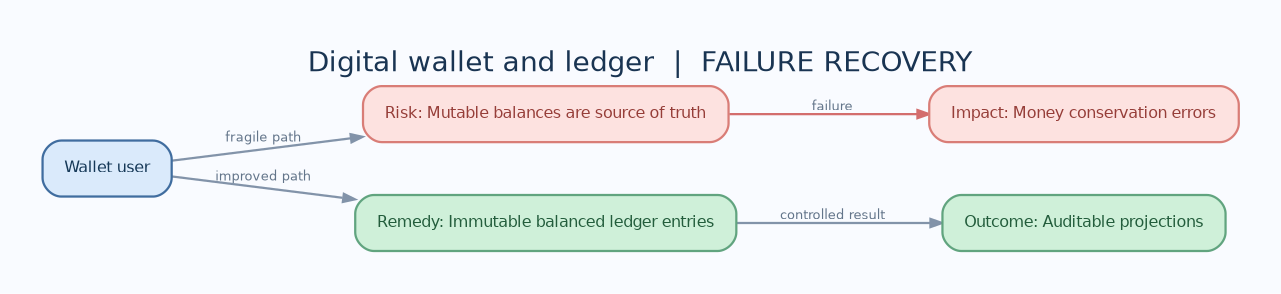 Digital wallet and ledger | FAILURE RECOVERY
Risk: Mutable balances are source of truth
failure
Impact: Money conservation errors
fragile path
Wallet user
improved path
Remedy: Immutable balanced ledger entries
controlled result
Outcome: Auditable projections